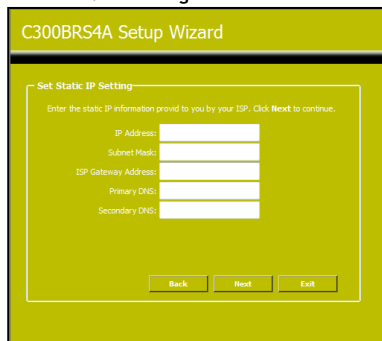 C300BRS4A Setup Wizard
Set Static IP Setting
Enter the static IP information provid to you by your ISP. Click Next to continue.
IP Address:
Subnet Mask:
ISP Gateway Address:
Primary DNS:
Secondary DNS:
Back Next Exit